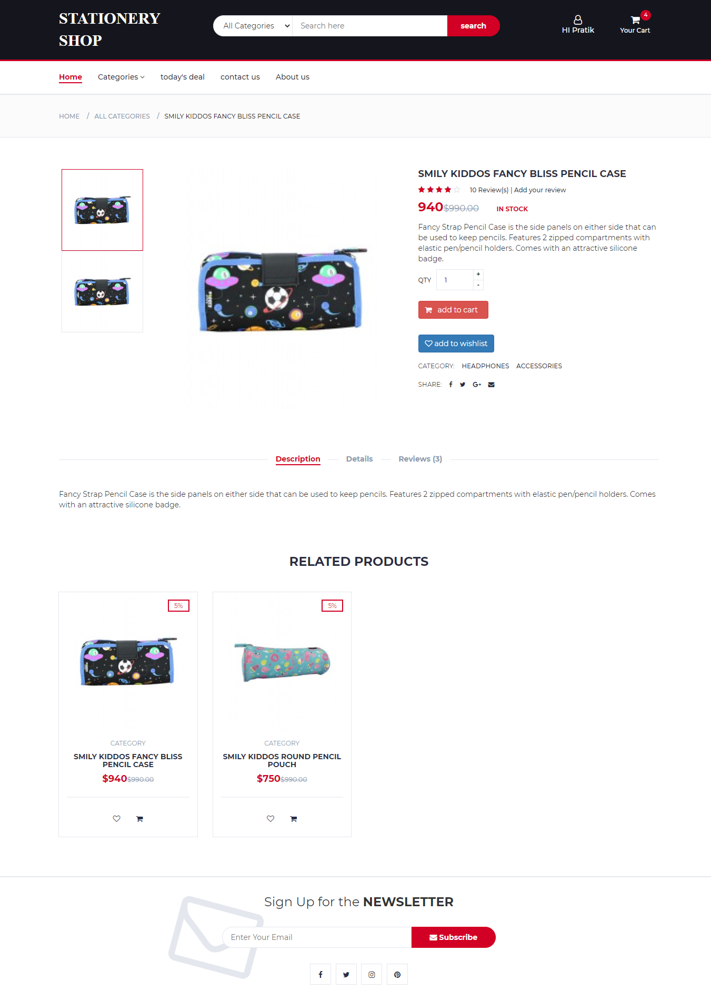 STATIONERY
SHOP
All Categories
Search here
search
HI Pratik
4
Your Cart
Home
Categories
today's deal
contact us
About us
HOME / ALL CATEGORIES / SMILY KIDDOS FANCY BLISS PENCIL CASE
SMILY KIDDOS FANCY BLISS PENCIL CASE
10 Review(s) | Add your review
940$990.00 IN STOCK
Fancy Strap Pencil Case is the side panels on either side that can
be used to keep pencils. Features 2 zipped compartments with
elastic pen/pencil holders. Comes with an attractive silicone
badge.
QTY 1 + -
add to cart
add to wishlist
CATEGORY: HEADPHONES ACCESSORIES
SHARE:
Description
Details
Reviews (3)
Fancy Strap Pencil Case is the side panels on either side that can be used to keep pencils. Features 2 zipped compartments with elastic pen/pencil holders. Comes
with an attractive silicone badge.
RELATED PRODUCTS
5%
CATEGORY
SMILY KIDDOS FANCY BLISS
PENCIL CASE
$940$990.00
5%
CATEGORY
SMILY KIDDOS ROUND PENCIL
POUCH
$750$990.00
Sign Up for the NEWSLETTER
Enter Your Email
Subscribe